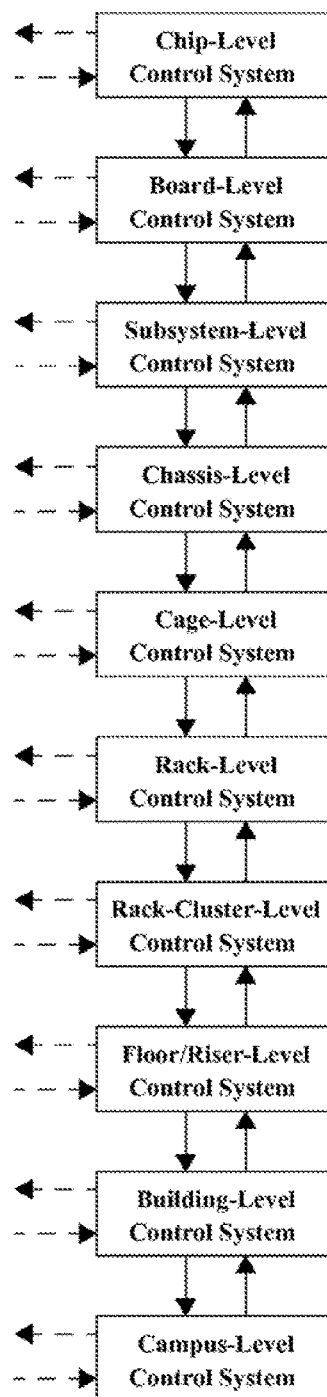 Chip-Level
Control System
Board-Level
Control System
Subsystem-Level
Control System
Chassis-Level
Control System
Cage-Level
Control System
Rack-Level
Control System
Rack-Cluster-Level
Control System
Floor/Riser-Level
Control System
Building-Level
Control System
Campus-Level
Control System